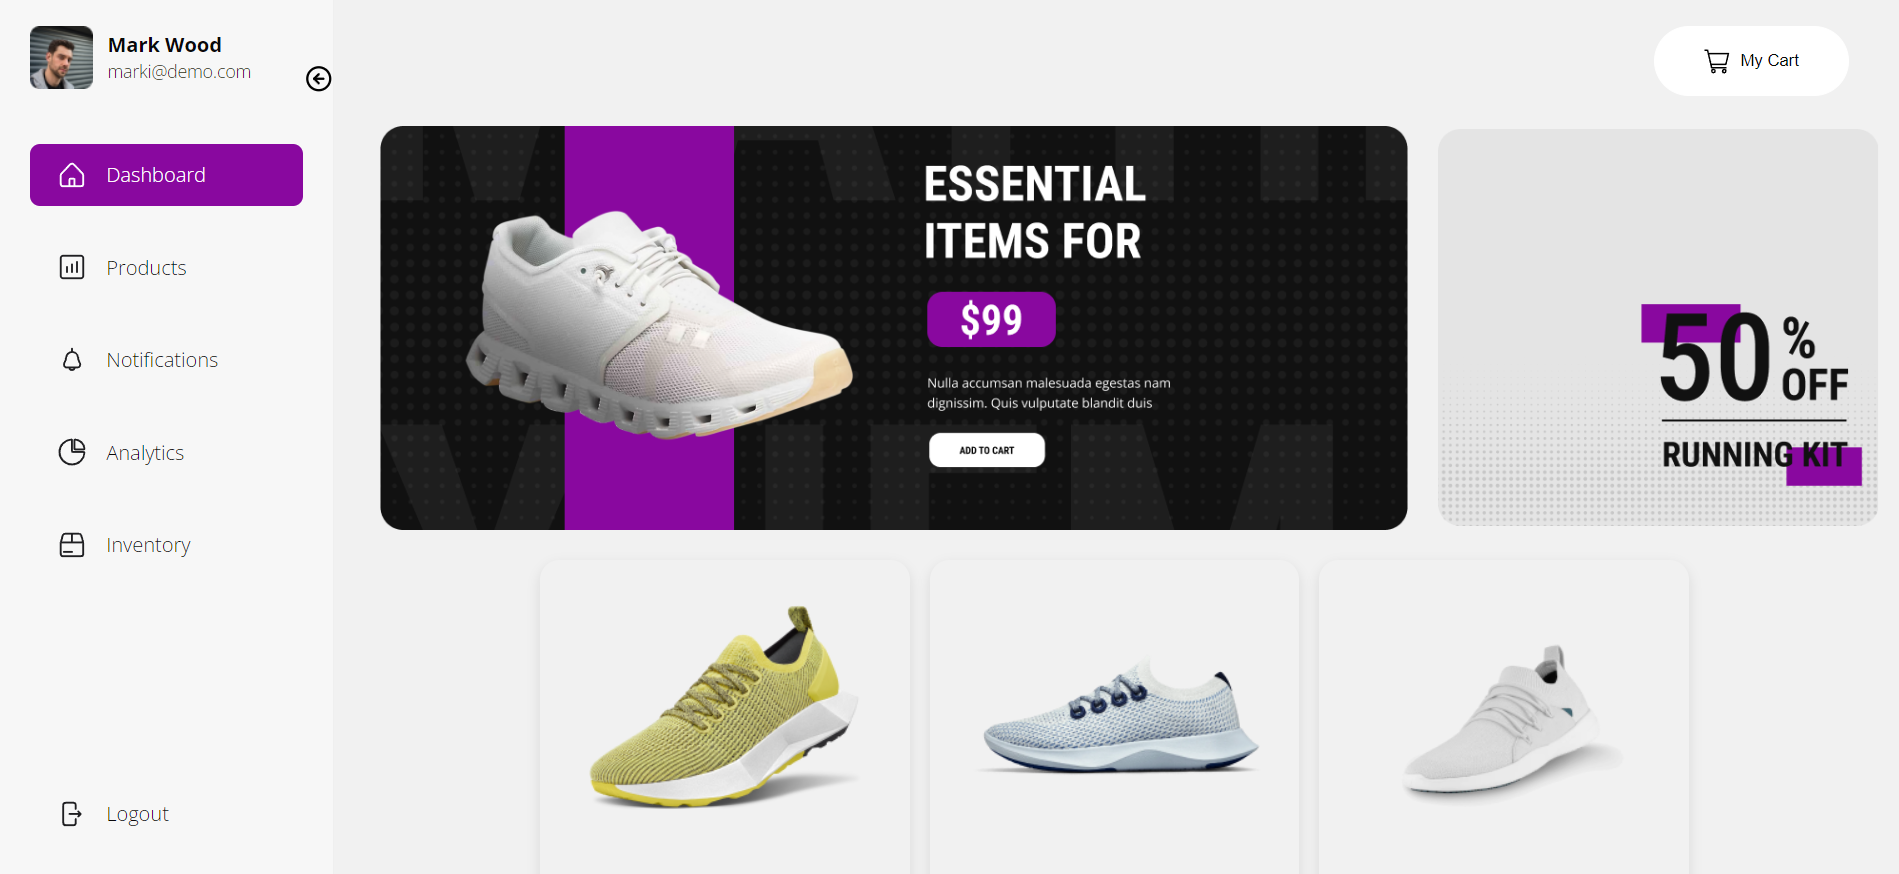 Mark Wood
marki@demo.com
My Cart
Dashboard
Products
Notifications
Analytics
Inventory
Logout
ESSENTIAL
ITEMS FOR
$99
Nulla accumsan malesuada egestas nam
dignissim. Quis vulputate blandit duis
ADD TO CART
50%
OFF
RUNNING KIT